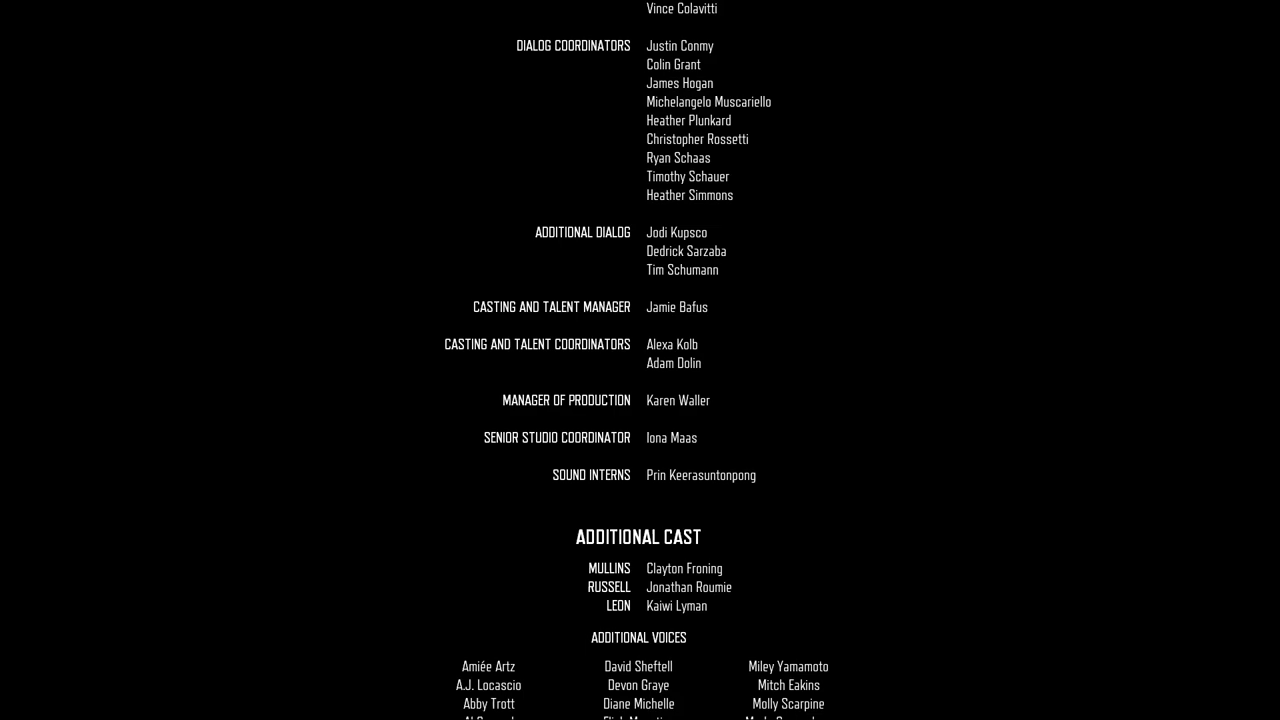 Vince Colavitti
DIALOG COORDINATORS Justin Conmy
Colin Grant
James Hogan
Michelangelo Muscariello
Heather Plunkard
Christopher Rossetti
Ryan Schaas
Timothy Schauer
Heather Simmons
ADDITIONAL DIALOG Jodi Kupsco
Dedrick Sarzaba
Tim Schumann
CASTING AND TALENT MANAGER Jamie Bafus
CASTING AND TALENT COORDINATORS Alexa Kolb
Adam Dolin
MANAGER OF PRODUCTION Karen Waller
SENIOR STUDIO COORDINATOR Iona Maas
SOUND INTERNS Prin Keerasuntonpong
ADDITIONAL CAST
MULLINS Clayton Froning
RUSSELL Jonathan Roumie
LEON Kaiwi Lyman
ADDITIONAL VOICES
Amiée Artz David Sheftell Miley Yamamoto
A.J. Locascio Devon Graye Mitch Eakins
Abby Trott Diane Michelle Molly Scarpine